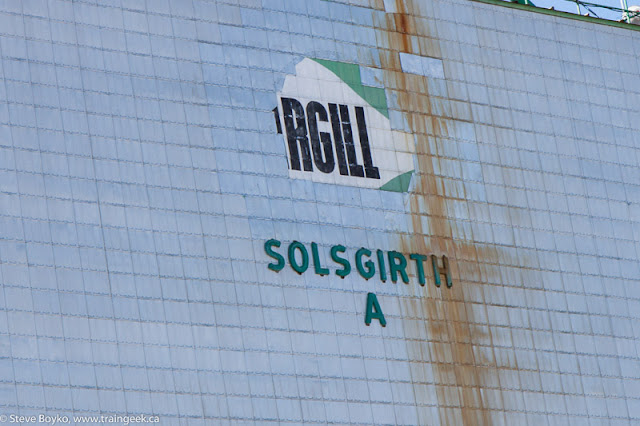 RGILL
SOLSGIRTH
A
© Steve Boyko, www.traingeek.ca